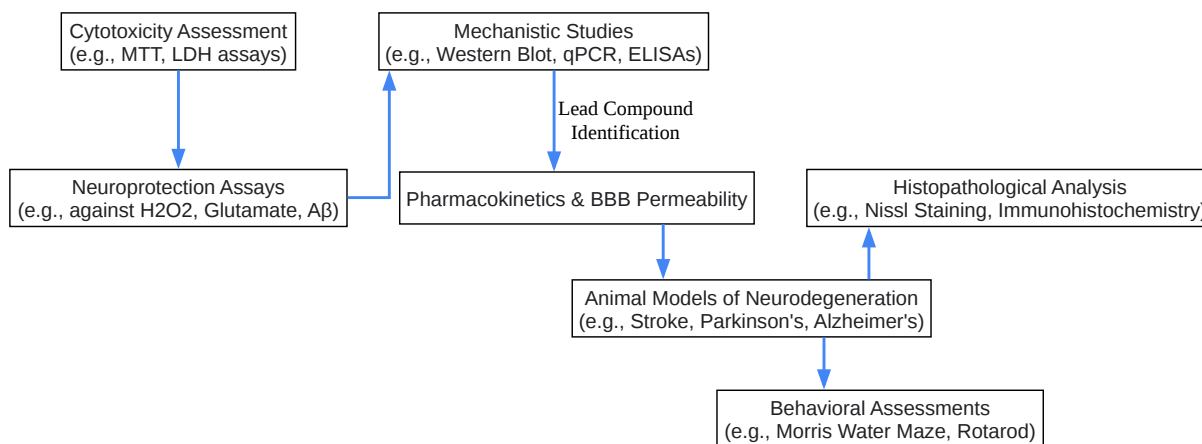 Cytotoxicity Assessment
(e.g., MTT, LDH assays)
Mechanistic Studies
(e.g., Western Blot, qPCR, ELISAs)
Lead Compound
Identification
Neuroprotection Assays
(e.g., against H2O2, Glutamate, Aβ)
Pharmacokinetics & BBB Permeability
Histopathological Analysis
(e.g., Nissl Staining, Immunohistochemistry)
Animal Models of Neurodegeneration
(e.g., Stroke, Parkinson's, Alzheimer's)
Behavioral Assessments
(e.g., Morris Water Maze, Rotarod)